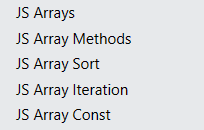 JS Arrays
JS Array Methods
JS Array Sort
JS Array Iteration
JS Array Const